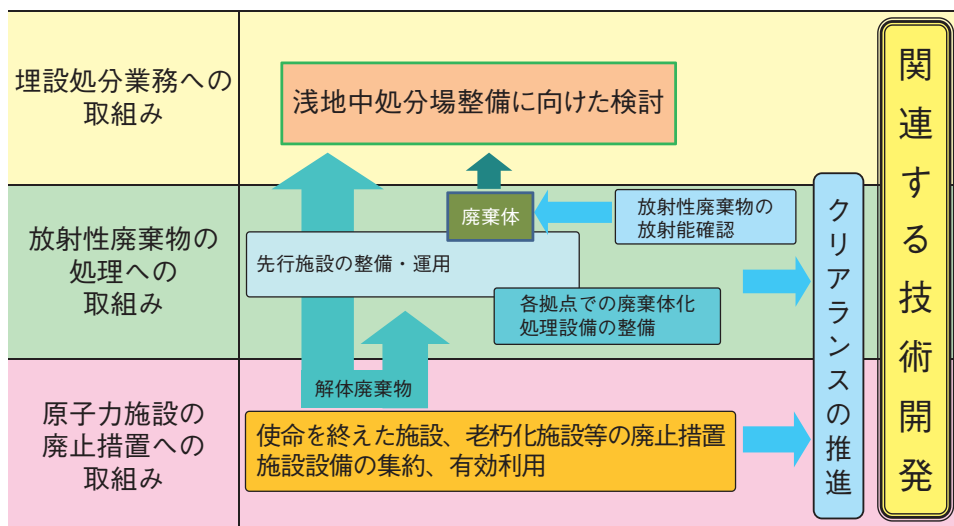 埋設処分業務への
取組み
浅地中処分場整備に向けた検討
放射性廃棄物の
処理への
取組み
廃棄体
放射性廃棄物の
放射能確認
先行施設の整備・運用
各拠点での廃棄体化
処理設備の整備
解体廃棄物
原子力施設の
廃止措置への
取組み
使命を終えた施設、老朽化施設等の廃止措置
施設設備の集約、有効利用
クリアランスの推進
関連する技術開発